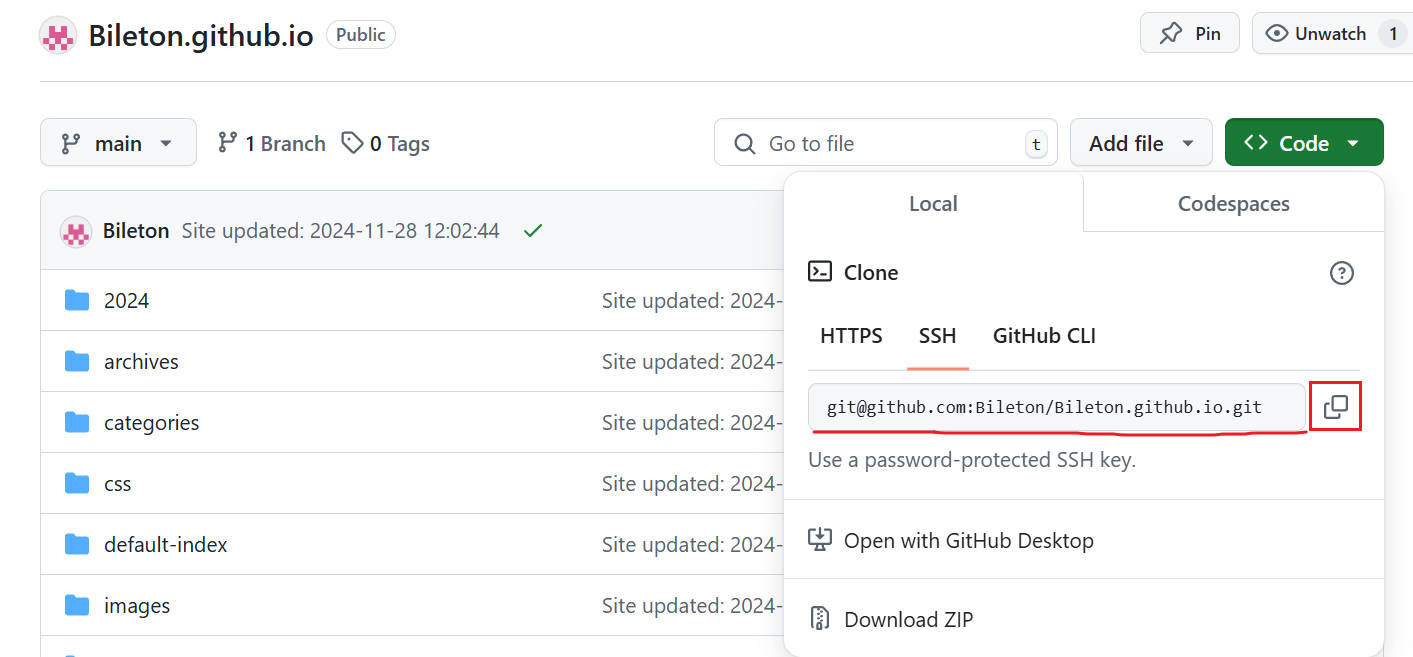 Bileton.github.io Public Pin Unwatch 1
main 1 Branch 0 Tags Go to file t Add file Code
Local Codespaces
Bileton Site updated: 2024-11-28 12:02:44
Clone
2024 Site updated: 2024-
HTTPS SSH GitHub CLI
archives Site updated: 2024-
git@github.com:Bileton/Bileton.github.io.git
categories Site updated: 2024-
Use a password-protected SSH key.
css Site updated: 2024-
default-index Site updated: 2024-
Open with GitHub Desktop
images Site updated: 2024-
Download ZIP